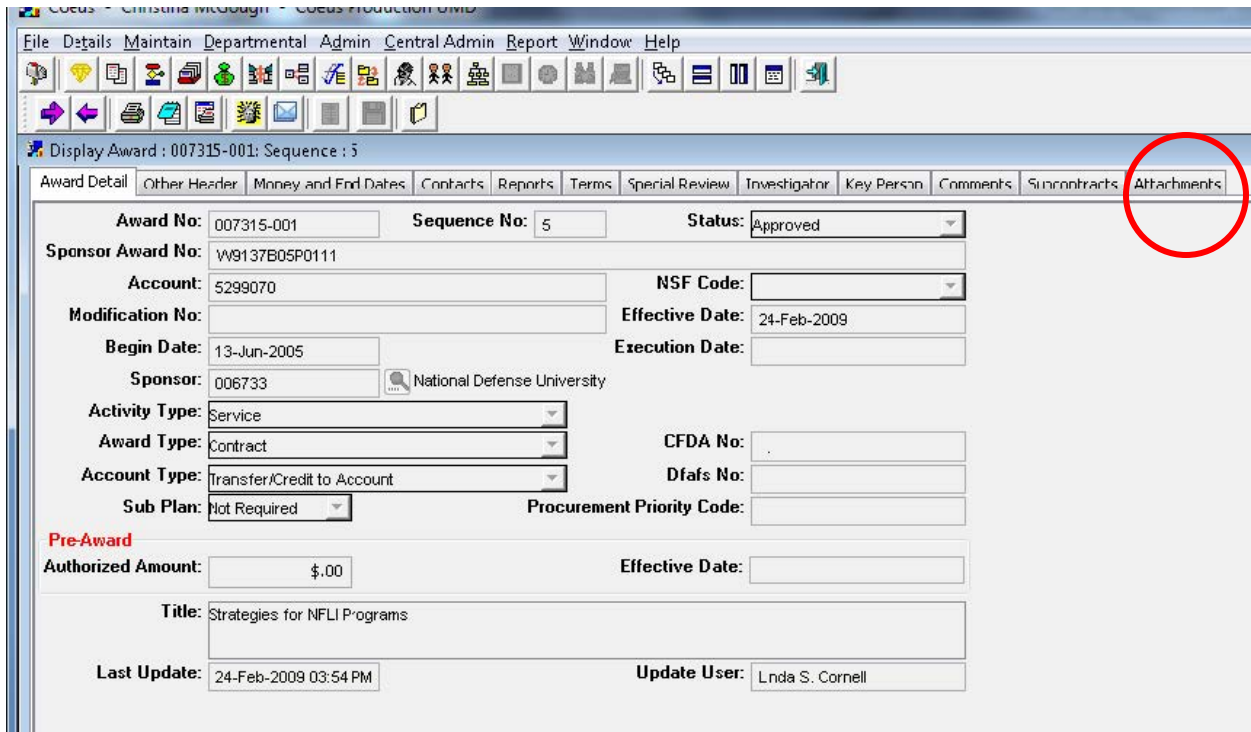 Coeus - Christina McGough - Coeus Production UMD
File Details Maintain Departmental Admin Central Admin Report Window Help
Display Award : 007315-001: Sequence : 5
Award Detail Other Header Money and End Dates Contacts Reports Terms Special Review Investigator Key Person Comments Subcontracts Attachments
Award No: 007315-001 Sequence No: 5 Status: Approved
Sponsor Award No: W9137B05P0111
Account: 5299070 NSF Code:
Modification No: Effective Date: 24-Feb-2009
Begin Date: 13-Jun-2005 Execution Date:
Sponsor: 006733 National Defense University
Activity Type: Service
Award Type: Contract CFDA No: .
Account Type: Transfer/Credit to Account Dfafs No:
Sub Plan: Not Required Procurement Priority Code:
Pre-Award
Authorized Amount: $.00 Effective Date:
Title: Strategies for NFLI Programs
Last Update: 24-Feb-2009 03:54 PM Update User: Linda S. Cornell